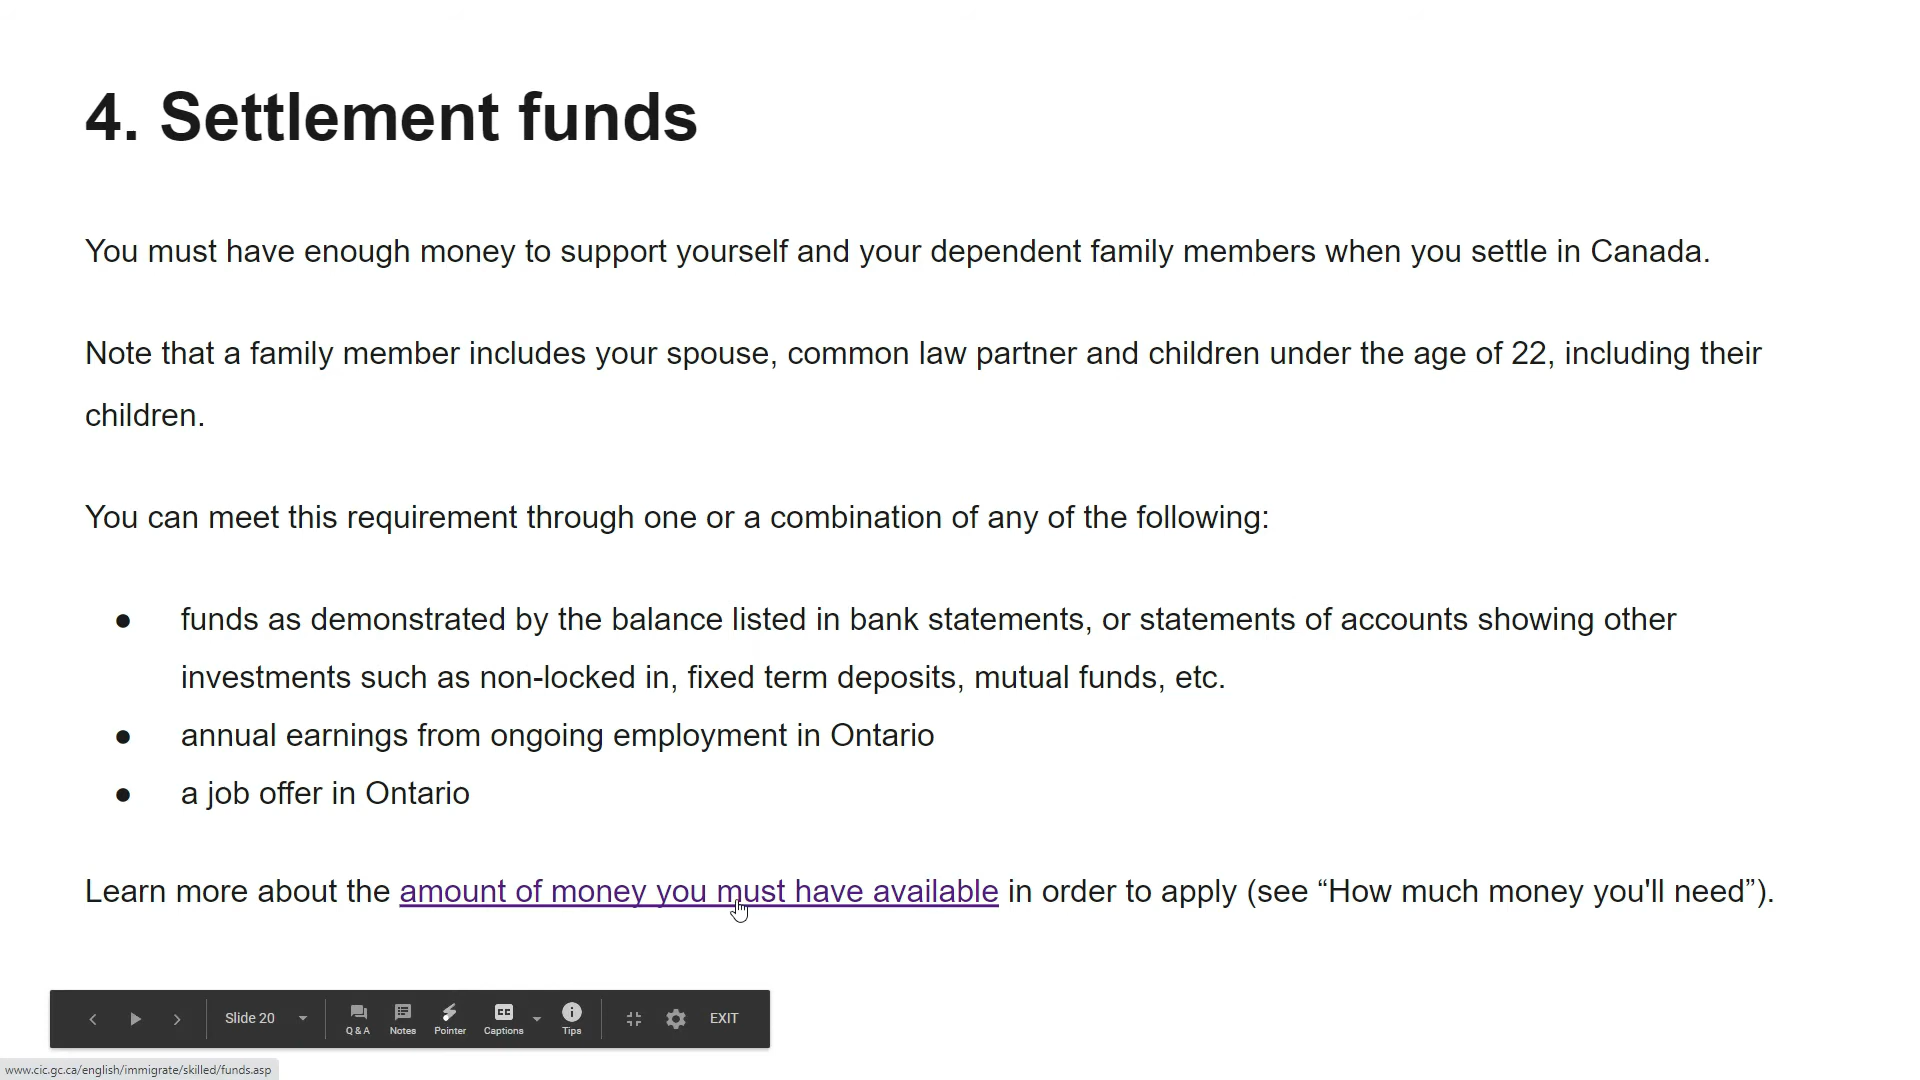 4. Settlement funds
You must have enough money to support yourself and your dependent family members when you settle in Canada.
Note that a family member includes your spouse, common law partner and children under the age of 22, including their
children.
You can meet this requirement through one or a combination of any of the following:
● funds as demonstrated by the balance listed in bank statements, or statements of accounts showing other
investments such as non-locked in, fixed term deposits, mutual funds, etc.
● annual earnings from ongoing employment in Ontario
● a job offer in Ontario
Learn more about the amount of money you must have available in order to apply (see “How much money you'll need”).
Slide 20
Q & A
Notes
Pointer
CC
Captions
Tips
EXIT
www.cic.gc.ca/english/immigrate/skilled/funds.asp